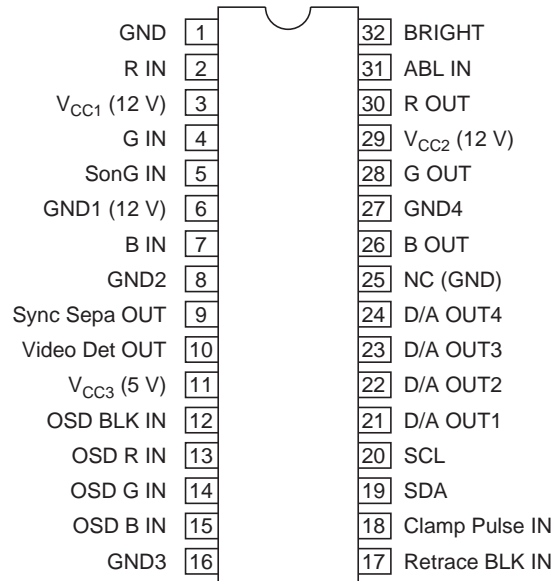 GND 1 32 BRIGHT
R IN 2 31 ABL IN
VCC1 (12 V) 3 30 R OUT
G IN 4 29 VCC2 (12 V)
SonG IN 5 28 G OUT
GND1 (12 V) 6 27 GND4
B IN 7 26 B OUT
GND2 8 25 NC (GND)
Sync Sepa OUT 9 24 D/A OUT4
Video Det OUT 10 23 D/A OUT3
VCC3 (5 V) 11 22 D/A OUT2
OSD BLK IN 12 21 D/A OUT1
OSD R IN 13 20 SCL
OSD G IN 14 19 SDA
OSD B IN 15 18 Clamp Pulse IN
GND3 16 17 Retrace BLK IN